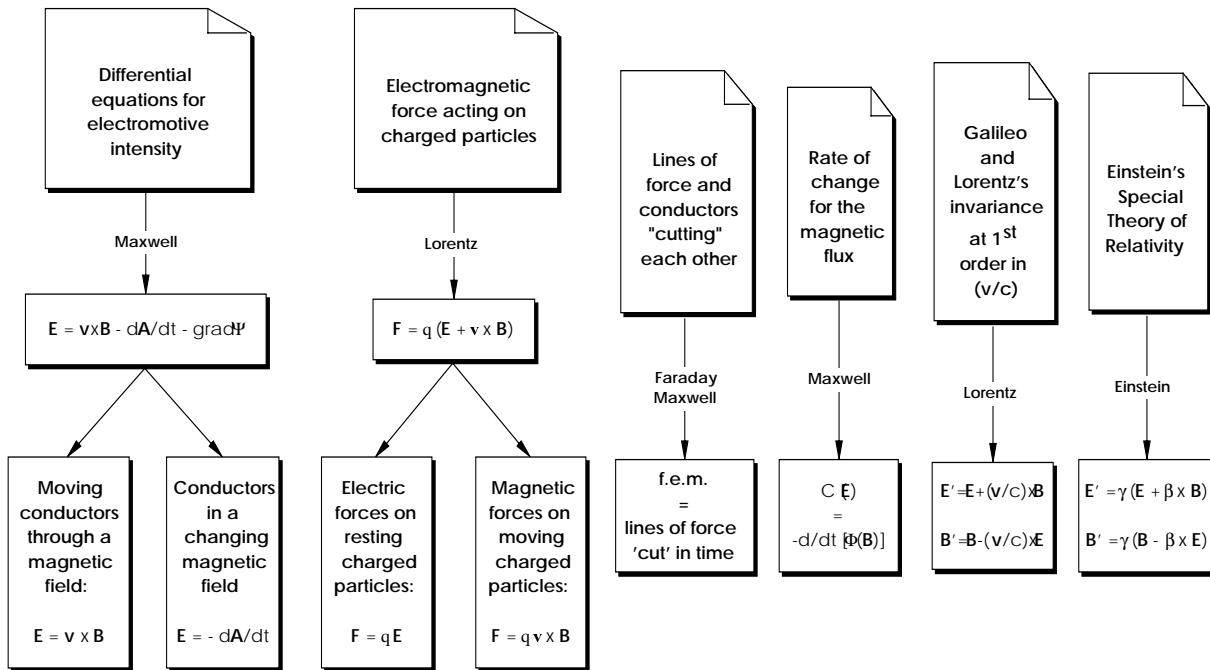 Differential
equations for
electromotive
intensity
Maxwell
E = v x B - dA/dt - gradΨ
Moving
conductors
through a
magnetic
field:
E = v x B
Conductors
in a
changing
magnetic
field
E = - dA/dt
Electromagnetic
force acting on
charged particles
Lorentz
F = q (E + v x B)
Electric
forces on
resting
charged
particles:
F = q E
Magnetic
forces on
moving
charged
particles:
F = q v x B
Lines of
force and
conductors
"cutting"
each other
Faraday
Maxwell
f.e.m.
=
lines of force
'cut' in time
Rate of
change
for the
magnetic
flux
Maxwell
C (E)
=
-d/dt [Φ(B)]
Galileo
and
Lorentz's
invariance
at 1st
order in
(v/c)
Lorentz
E' = E+(v/c)xB
B' = B-(v/c)xE
Einstein's
Special
Theory of
Relativity
Einstein
E' = γ (E + β x B)
B' = γ (B - β x E)